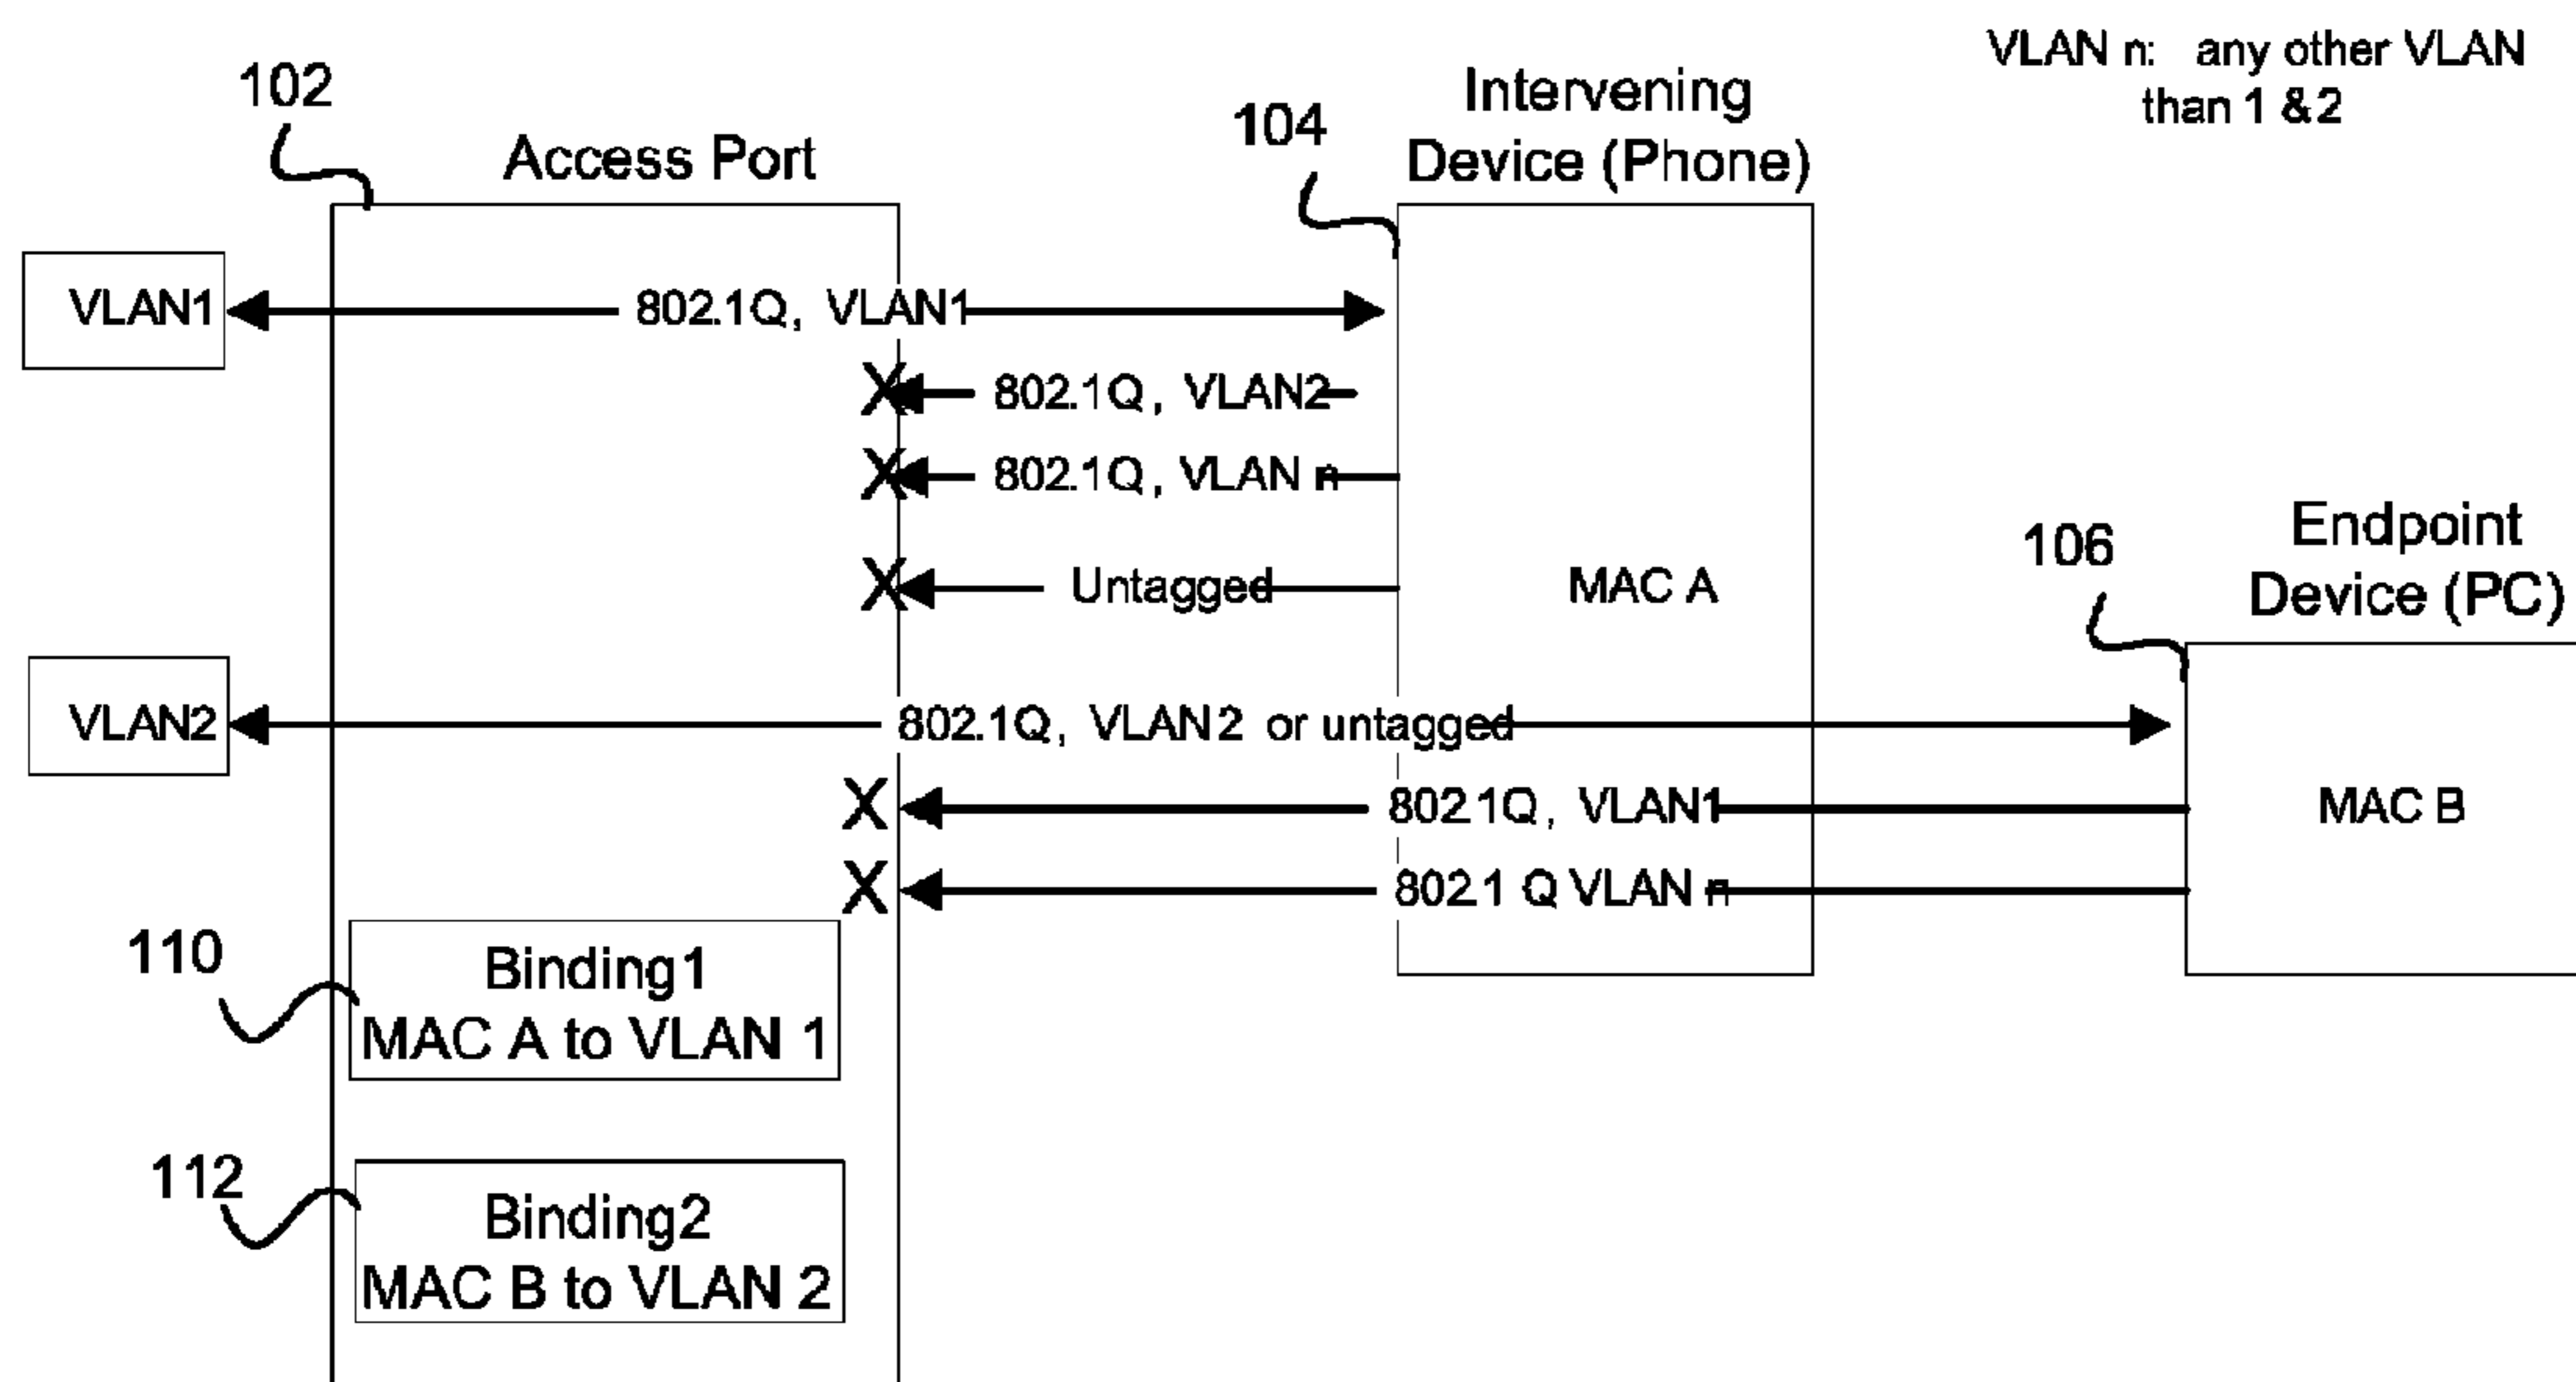 VLAN n: any other VLAN
than 1 & 2
102
Access Port
104
Intervening
Device (Phone)
VLAN1
802.1Q, VLAN1
802.1Q, VLAN2
802.1Q, VLAN n
Untagged
MAC A
106
Endpoint
Device (PC)
VLAN2
802.1Q, VLAN 2 or untagged
802.1Q, VLAN1
MAC B
802.1 Q VLAN n
X
X
X
X
X
110
Binding1
MAC A to VLAN 1
112
Binding2
MAC B to VLAN 2